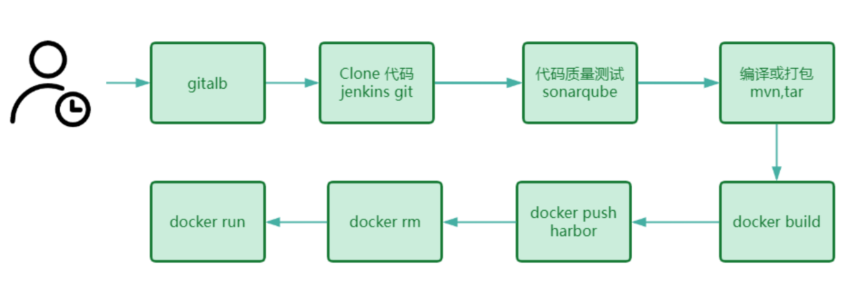 gitalb
Clone 代码
jenkins git
代码质量测试
sonarqube
编译或打包
mvn,tar
docker build
docker push
harbor
docker rm
docker run